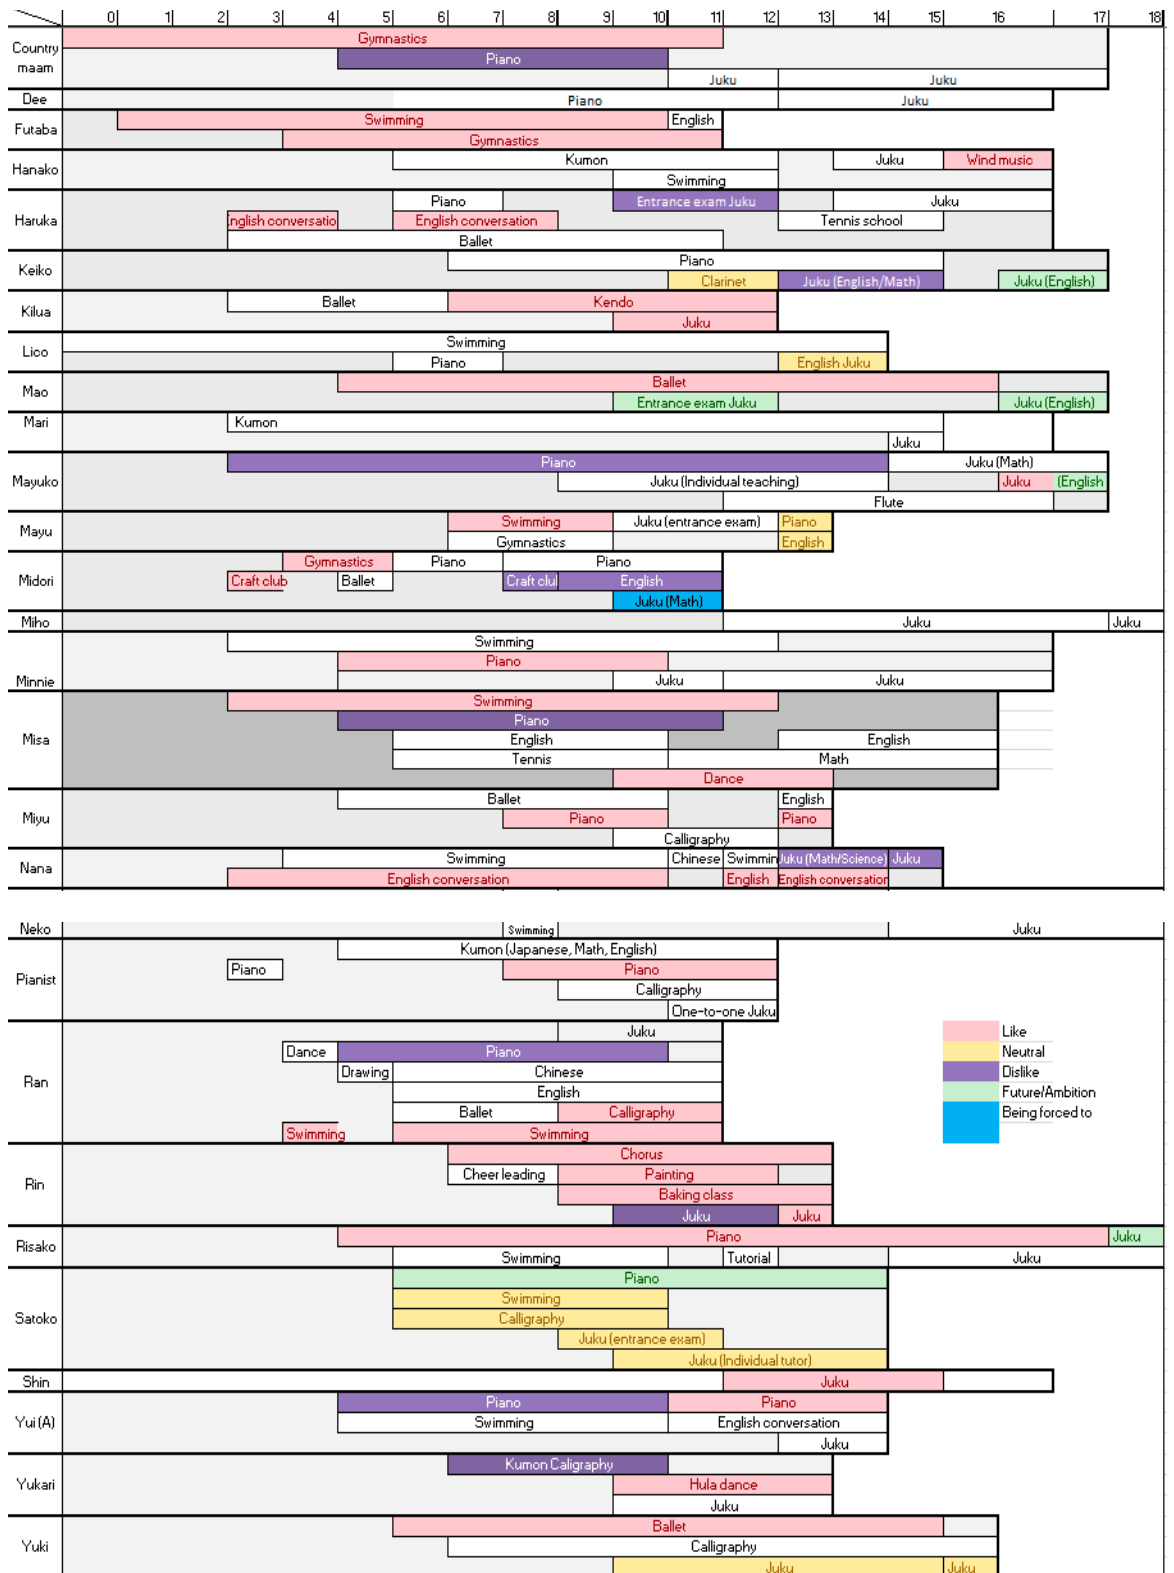 0 1 2 3 4 5 6 7 8 9 10 11 12 13 14 15 16 17 18
Gymnastics
Country maam
Piano
Juku Juku
Dee Piano Juku
Futaba
Swimming English
Gymnastics
Hanako
Kumon Juku Wind music
Swimming
Haruka
Piano Entrance exam Juku Juku
English conversatio English conversation Tennis school
Ballet
Keiko
Piano
Clarinet Juku (English/Math) Juku (English)
Kilua
Ballet Kendo
Juku
Lico
Swimming
Piano English Juku
Mao
Ballet
Entrance exam Juku Juku (English)
Mari
Kumon
Juku
Mayuko
Piano Juku (Math)
Juku (Individual teaching) Juku (English
Flute
Mayu
Swimming Juku (entrance exam) Piano
Gymnastics English
Midori
Gymnastics Piano Piano
Craft club Ballet Craft clul English
Juku (Math)
Miho Juku Juku
Minnie
Swimming
Piano
Juku Juku
Misa
Swimming
Piano
English English
Tennis Math
Dance
Miyu
Ballet English
Piano Piano
Calligraphy
Nana
Swimming Chinese Swimmin Juku (Math/Science) Juku
English conversation English English conversation
Neko Swimming Juku
Pianist
Kumon (Japanese, Math, English)
Piano Piano
Calligraphy
One-to-one Juku
Ran
Juku
Dance Piano
Drawing Chinese
English
Ballet Calligraphy
Swimming Swimming
Like
Neutral
Dislike
Future/Ambition
Being forced to
Rin
Chorus
Cheer leading Painting
Baking class
Juku Juku
Risako
Piano Juku
Swimming Tutorial Juku
Satoko
Piano
Swimming
Calligraphy
Juku (entrance exam)
Juku (Individual tutor)
Shin Juku
Yui (A)
Piano Piano
Swimming English conversation
Juku
Yukari
Kumon Caligraphy
Hula dance
Juku
Yuki
Ballet
Calligraphy
Juku Juku